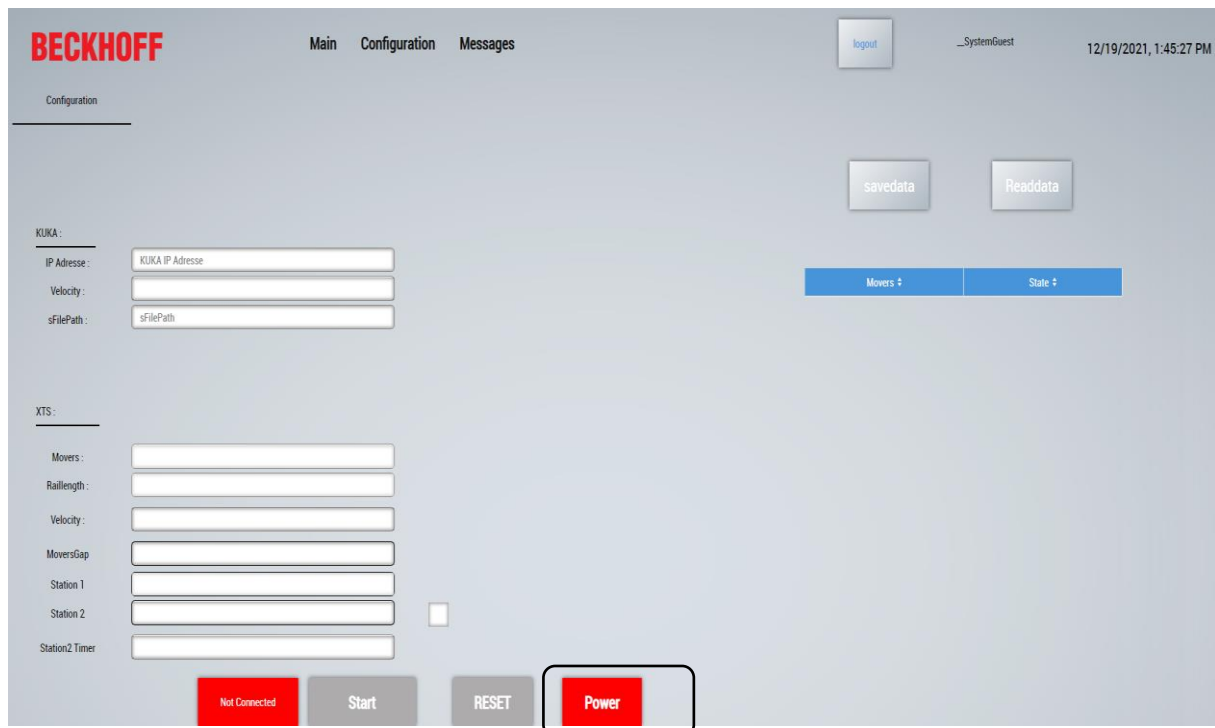 BECKHOFF
Main Configuration Messages
logout
_SystemGuest
12/19/2021, 1:45:27 PM
Configuration
savedata Readdata
KUKA :
IP Adresse : KUKA IP Adresse
Velocity :
sFilePath : sFilePath
Movers State
XTS :
Movers :
Raillength :
Velocity :
MoversGap
Station 1
Station 2
Station2 Timer
Not Connected Start RESET Power